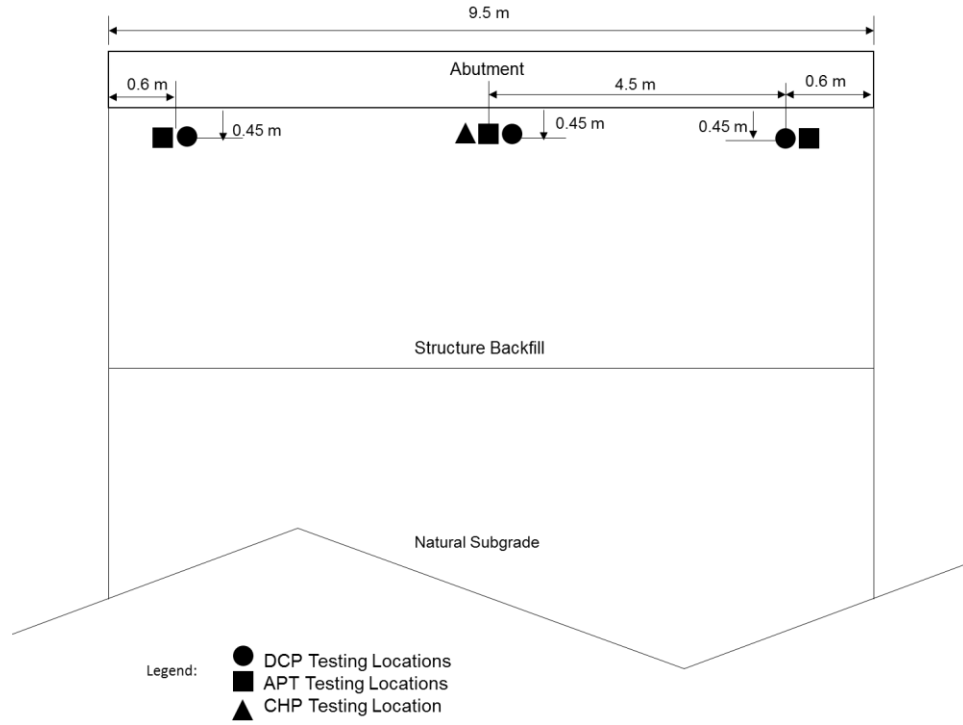 9.5 m
Abutment
0.6 m
4.5 m
0.6 m
0.45 m
0.45 m
0.45 m
Structure Backfill
Natural Subgrade
Legend:
DCP Testing Locations
APT Testing Locations
CHP Testing Location